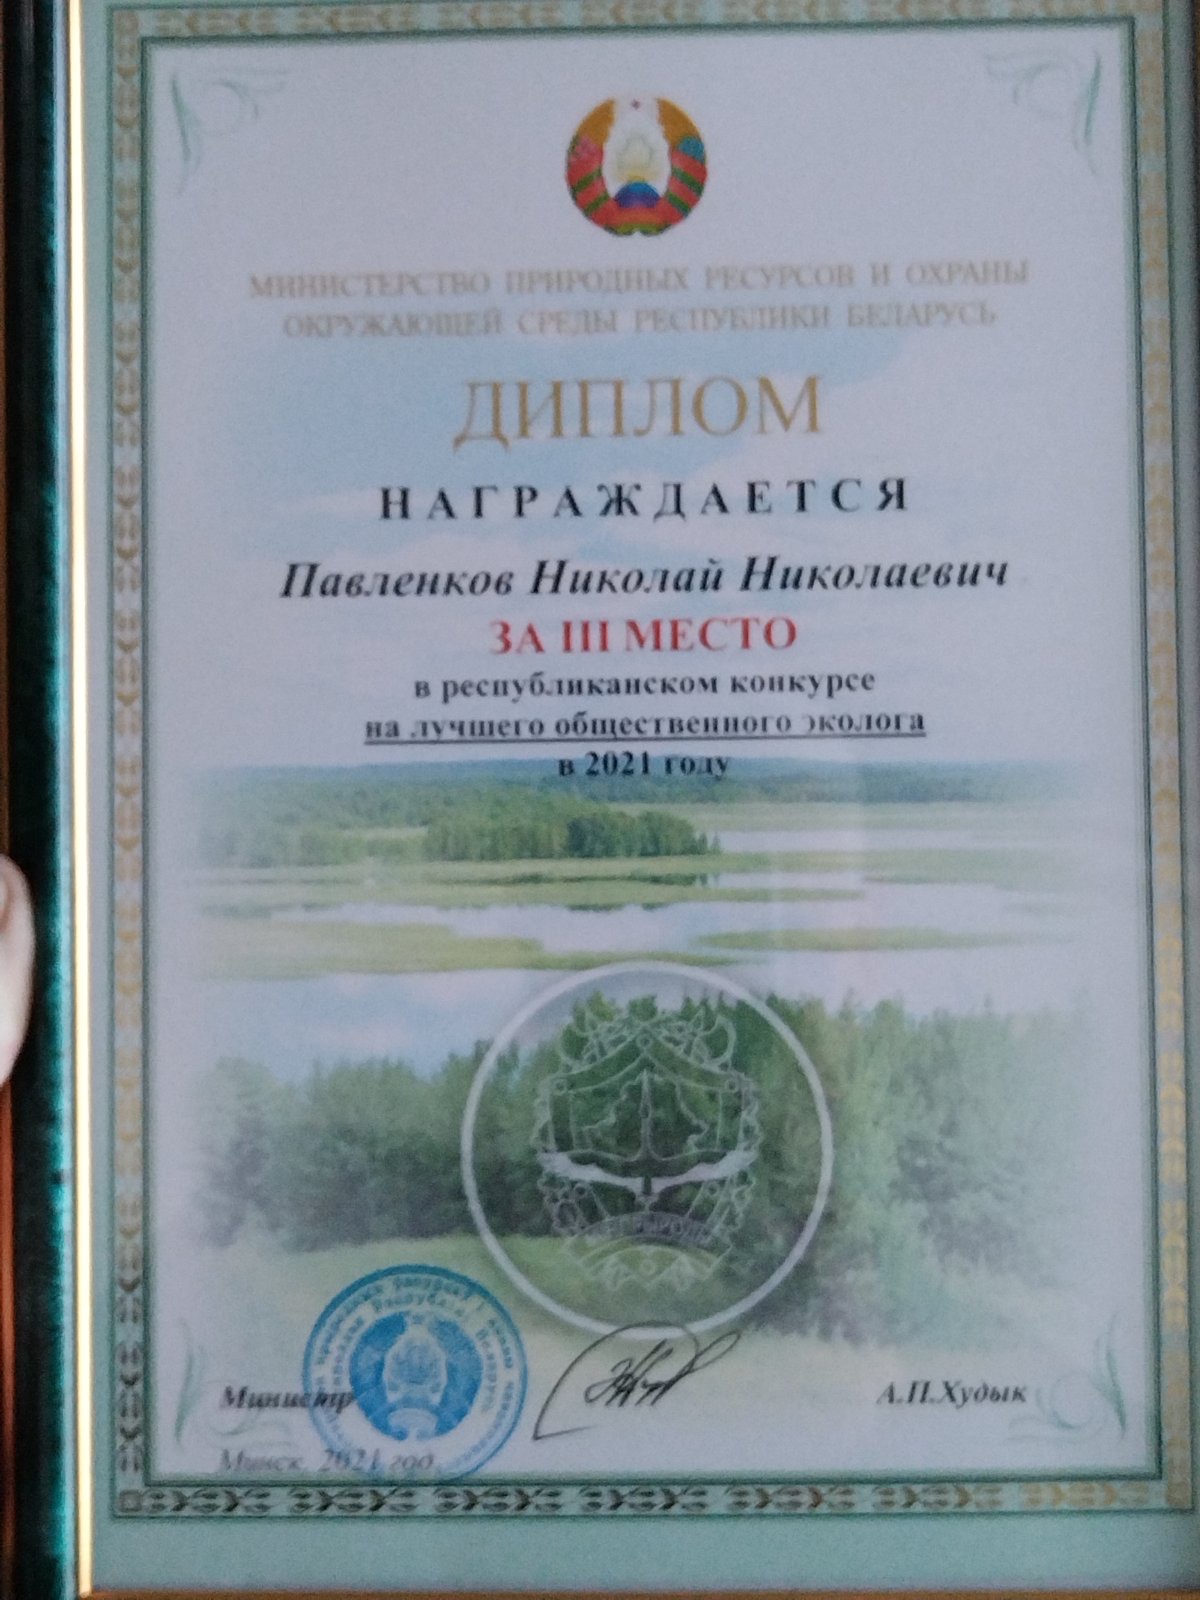 МИНИСТЕРСТВО ПРИРОДНЫХ РЕСУРСОВ И ОХРАНЫ
ОКРУЖАЮЩЕЙ СРЕДЫ РЕСПУБЛИКИ БЕЛАРУСЬ
ДИПЛОМ
НАГРАЖДАЕТСЯ
Павленков Николай Николаевич
ЗА III МЕСТО
в республиканском конкурсе
на лучшего общественного эколога
в 2021 году
Министр
А.П.Худык
Минск, 2021 год